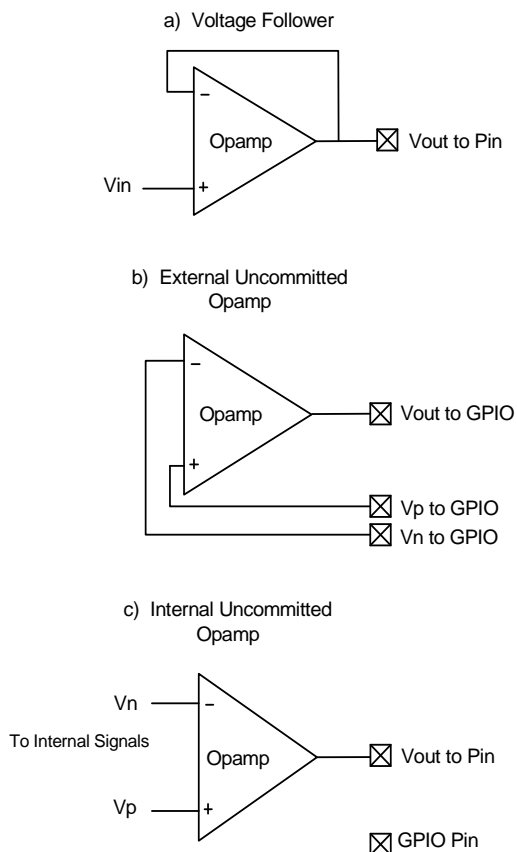 a) Voltage Follower
−
Opamp
Vout to Pin
Vin
+
b) External Uncommitted
Opamp
−
Opamp
Vout to GPIO
+
Vp to GPIO
Vn to GPIO
c) Internal Uncommitted
Opamp
Vn
−
To Internal Signals
Opamp
Vout to Pin
Vp
+
GPIO Pin